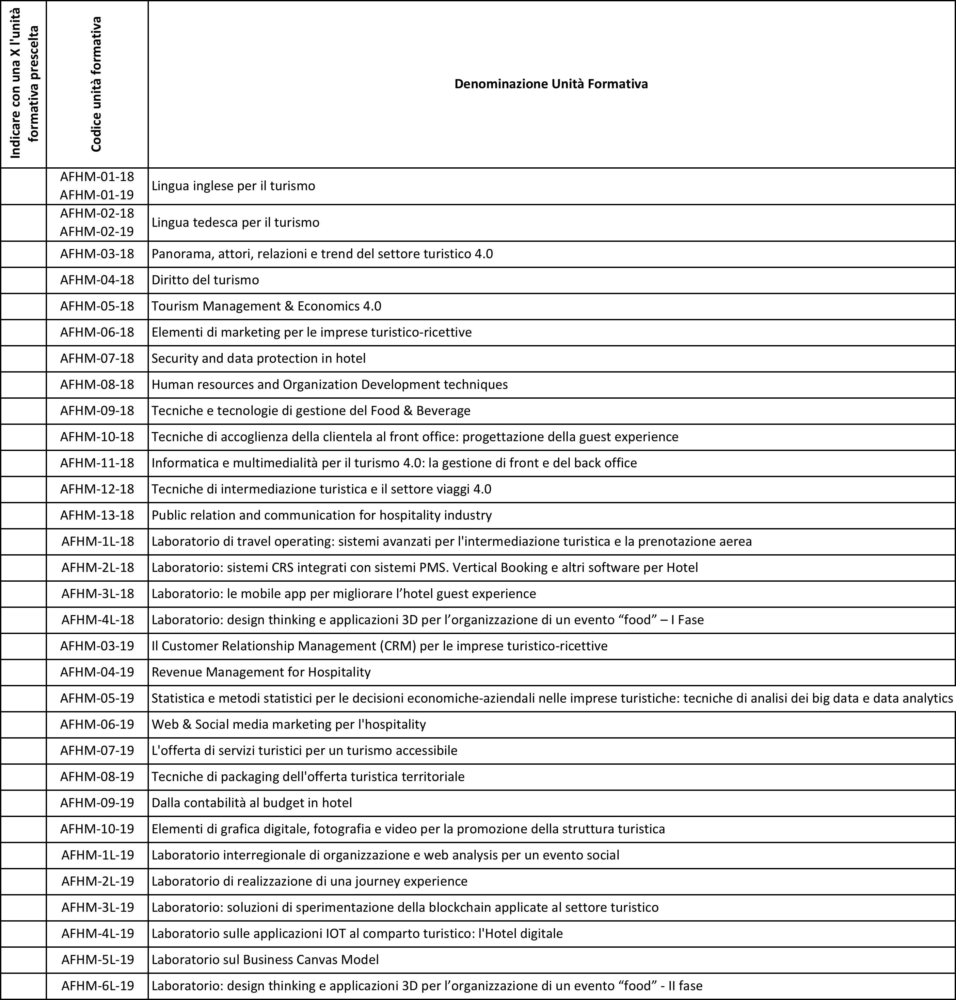 Indicare con una X l'unità
formativa prescelta
Codice unità formativa
Denominazione Unità Formativa
AFHM-01-18
AFHM-01-19
Lingua inglese per il turismo
AFHM-02-18
AFHM-02-19
Lingua tedesca per il turismo
AFHM-03-18 Panorama, attori, relazioni e trend del settore turistico 4.0
AFHM-04-18 Diritto del turismo
AFHM-05-18 Tourism Management & Economics 4.0
AFHM-06-18 Elementi di marketing per le imprese turistico-ricettive
AFHM-07-18 Security and data protection in hotel
AFHM-08-18 Human resources and Organization Development techniques
AFHM-09-18 Tecniche e tecnologie di gestione del Food & Beverage
AFHM-10-18 Tecniche di accoglienza della clientela al front office: progettazione della guest experience
AFHM-11-18 Informatica e multimedialità per il turismo 4.0: la gestione di front e del back office
AFHM-12-18 Tecniche di intermediazione turistica e il settore viaggi 4.0
AFHM-13-18 Public relation and communication for hospitality industry
AFHM-1L-18 Laboratorio di travel operating: sistemi avanzati per l'intermediazione turistica e la prenotazione aerea
AFHM-2L-18 Laboratorio: sistemi CRS integrati con sistemi PMS. Vertical Booking e altri software per Hotel
AFHM-3L-18 Laboratorio: le mobile app per migliorare l’hotel guest experience
AFHM-4L-18 Laboratorio: design thinking e applicazioni 3D per l’organizzazione di un evento “food” – I Fase
AFHM-03-19 Il Customer Relationship Management (CRM) per le imprese turistico-ricettive
AFHM-04-19 Revenue Management for Hospitality
AFHM-05-19 Statistica e metodi statistici per le decisioni economiche-aziendali nelle imprese turistiche: tecniche di analisi dei big data e data analytics
AFHM-06-19 Web & Social media marketing per l'hospitality
AFHM-07-19 L'offerta di servizi turistici per un turismo accessibile
AFHM-08-19 Tecniche di packaging dell'offerta turistica territoriale
AFHM-09-19 Dalla contabilità al budget in hotel
AFHM-10-19 Elementi di grafica digitale, fotografia e video per la promozione della struttura turistica
AFHM-1L-19 Laboratorio interregionale di organizzazione e web analysis per un evento social
AFHM-2L-19 Laboratorio di realizzazione di una journey experience
AFHM-3L-19 Laboratorio: soluzioni di sperimentazione della blockchain applicate al settore turistico
AFHM-4L-19 Laboratorio sulle applicazioni IOT al comparto turistico: l'Hotel digitale
AFHM-5L-19 Laboratorio sul Business Canvas Model
AFHM-6L-19 Laboratorio: design thinking e applicazioni 3D per l’organizzazione di un evento “food” - II fase